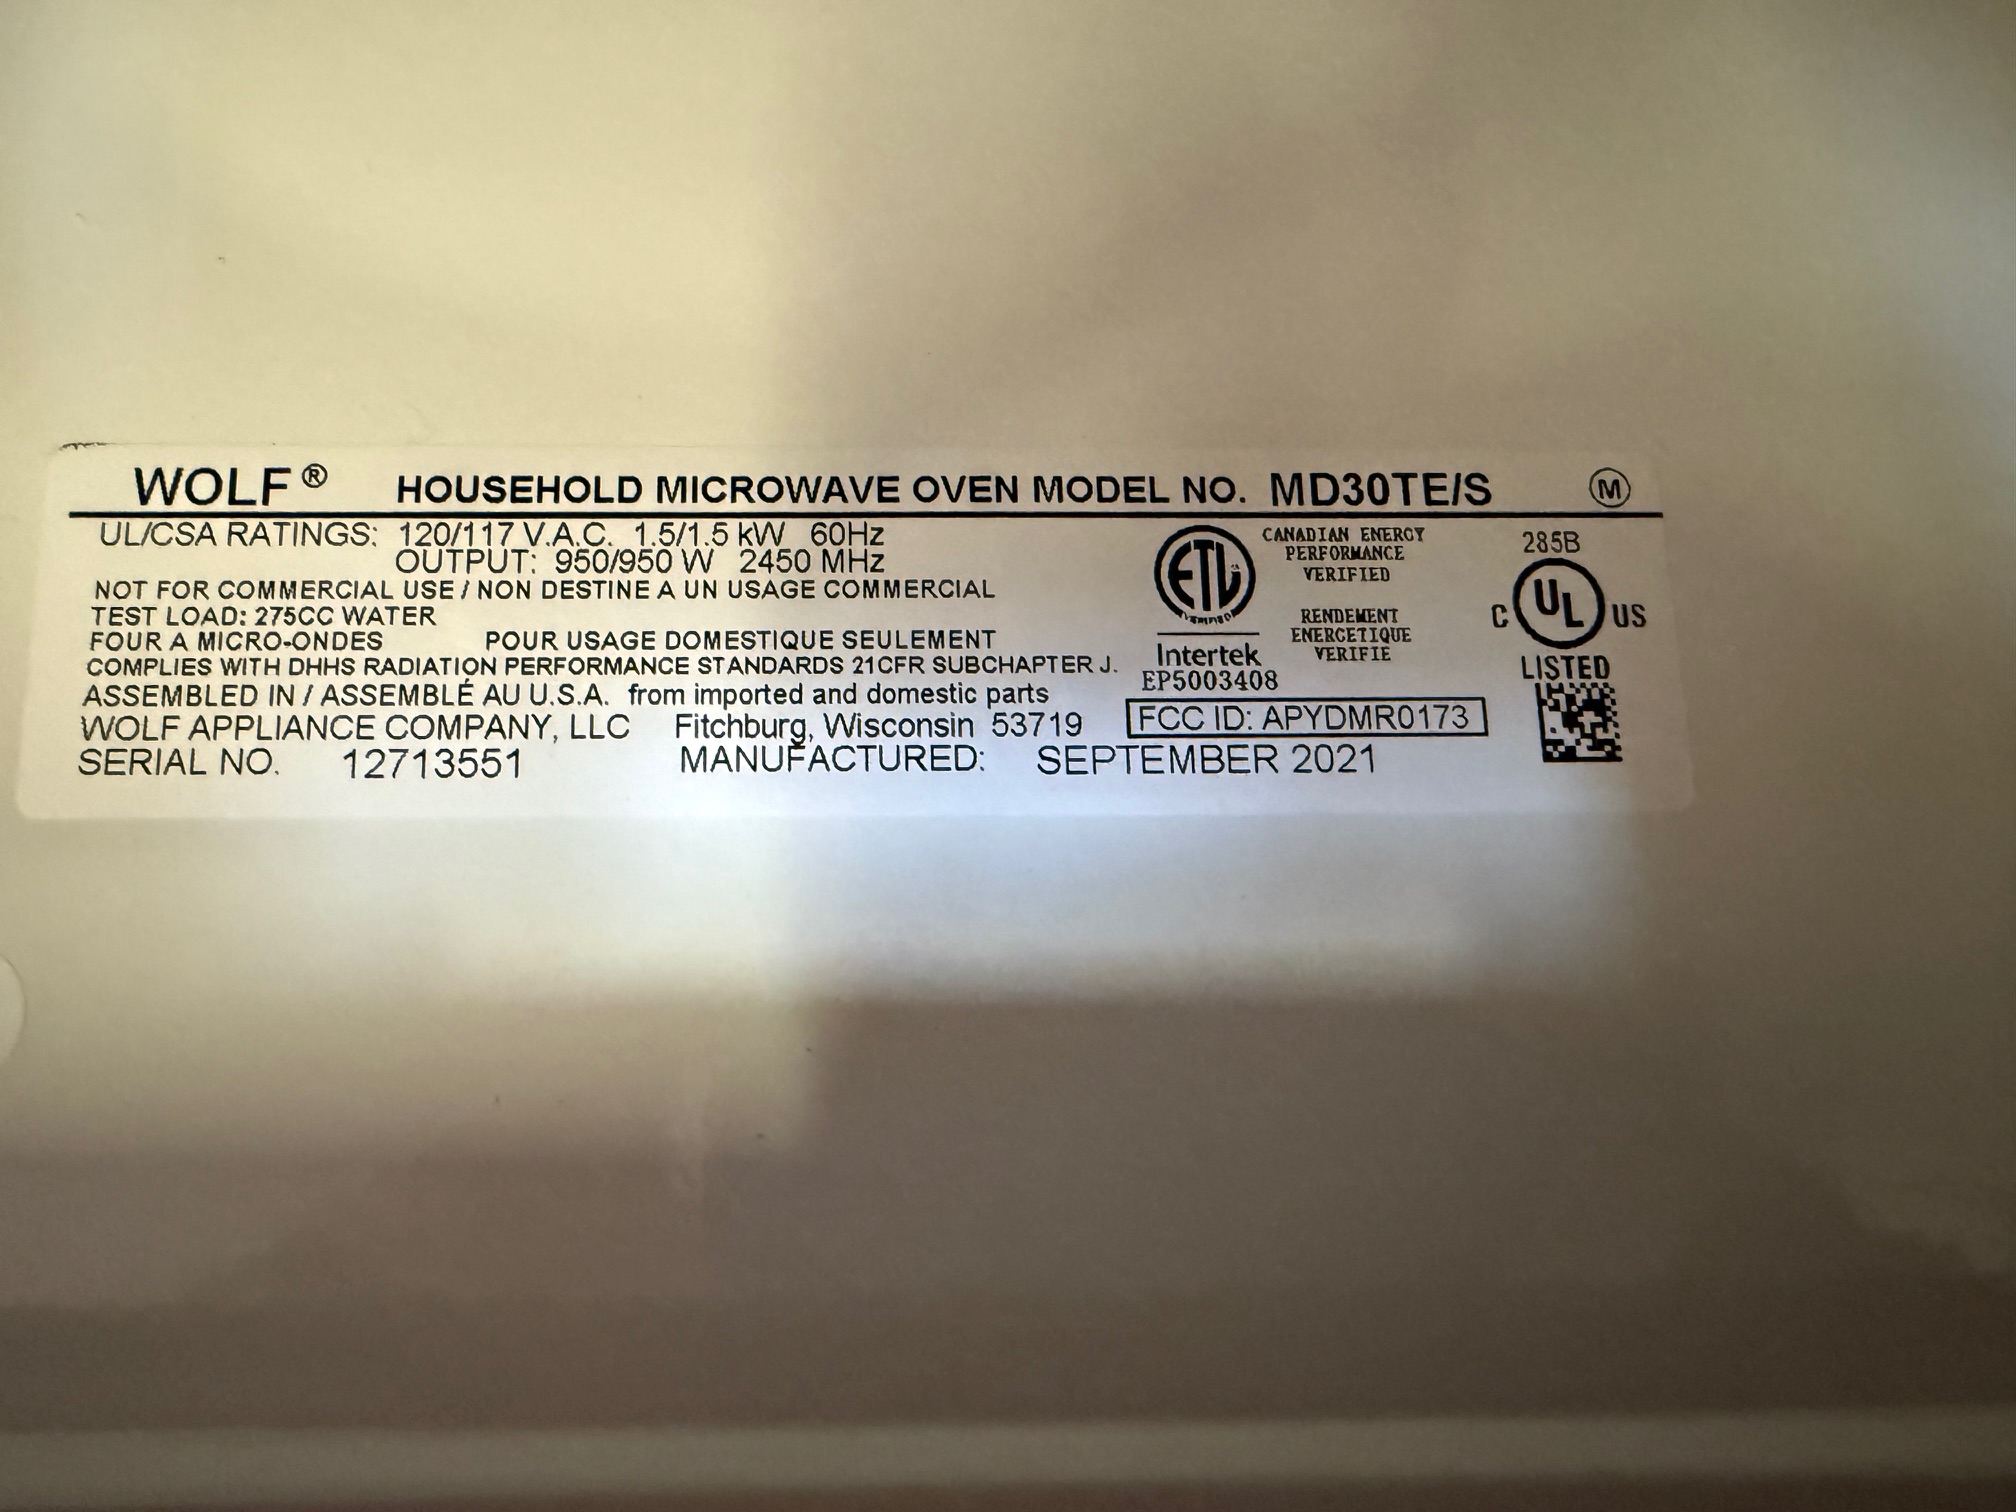 WOLF® HOUSEHOLD MICROWAVE OVEN MODEL NO. MD30TE/S M
UL/CSA RATINGS: 120/117 V.A.C. 1.5/1.5 kW 60Hz
OUTPUT: 950/950 W 2450 MHz
NOT FOR COMMERCIAL USE / NON DESTINE A UN USAGE COMMERCIAL
TEST LOAD: 275CC WATER
FOUR A MICRO-ONDES POUR USAGE DOMESTIQUE SEULEMENT
COMPLIES WITH DHHS RADIATION PERFORMANCE STANDARDS 21CFR SUBCHAPTER J.
ASSEMBLED IN / ASSEMBLÉ AU U.S.A. from imported and domestic parts
WOLF APPLIANCE COMPANY, LLC Fitchburg, Wisconsin 53719
SERIAL NO. 12713551 MANUFACTURED: SEPTEMBER 2021
ETL
VERIFIED
Intertek
EP5003408
CANADIAN ENERGY
PERFORMANCE
VERIFIED
RENDEMENT
ENERGETIQUE
VERIFIE
FCC ID: APYDMR0173
285B
C UL US
LISTED